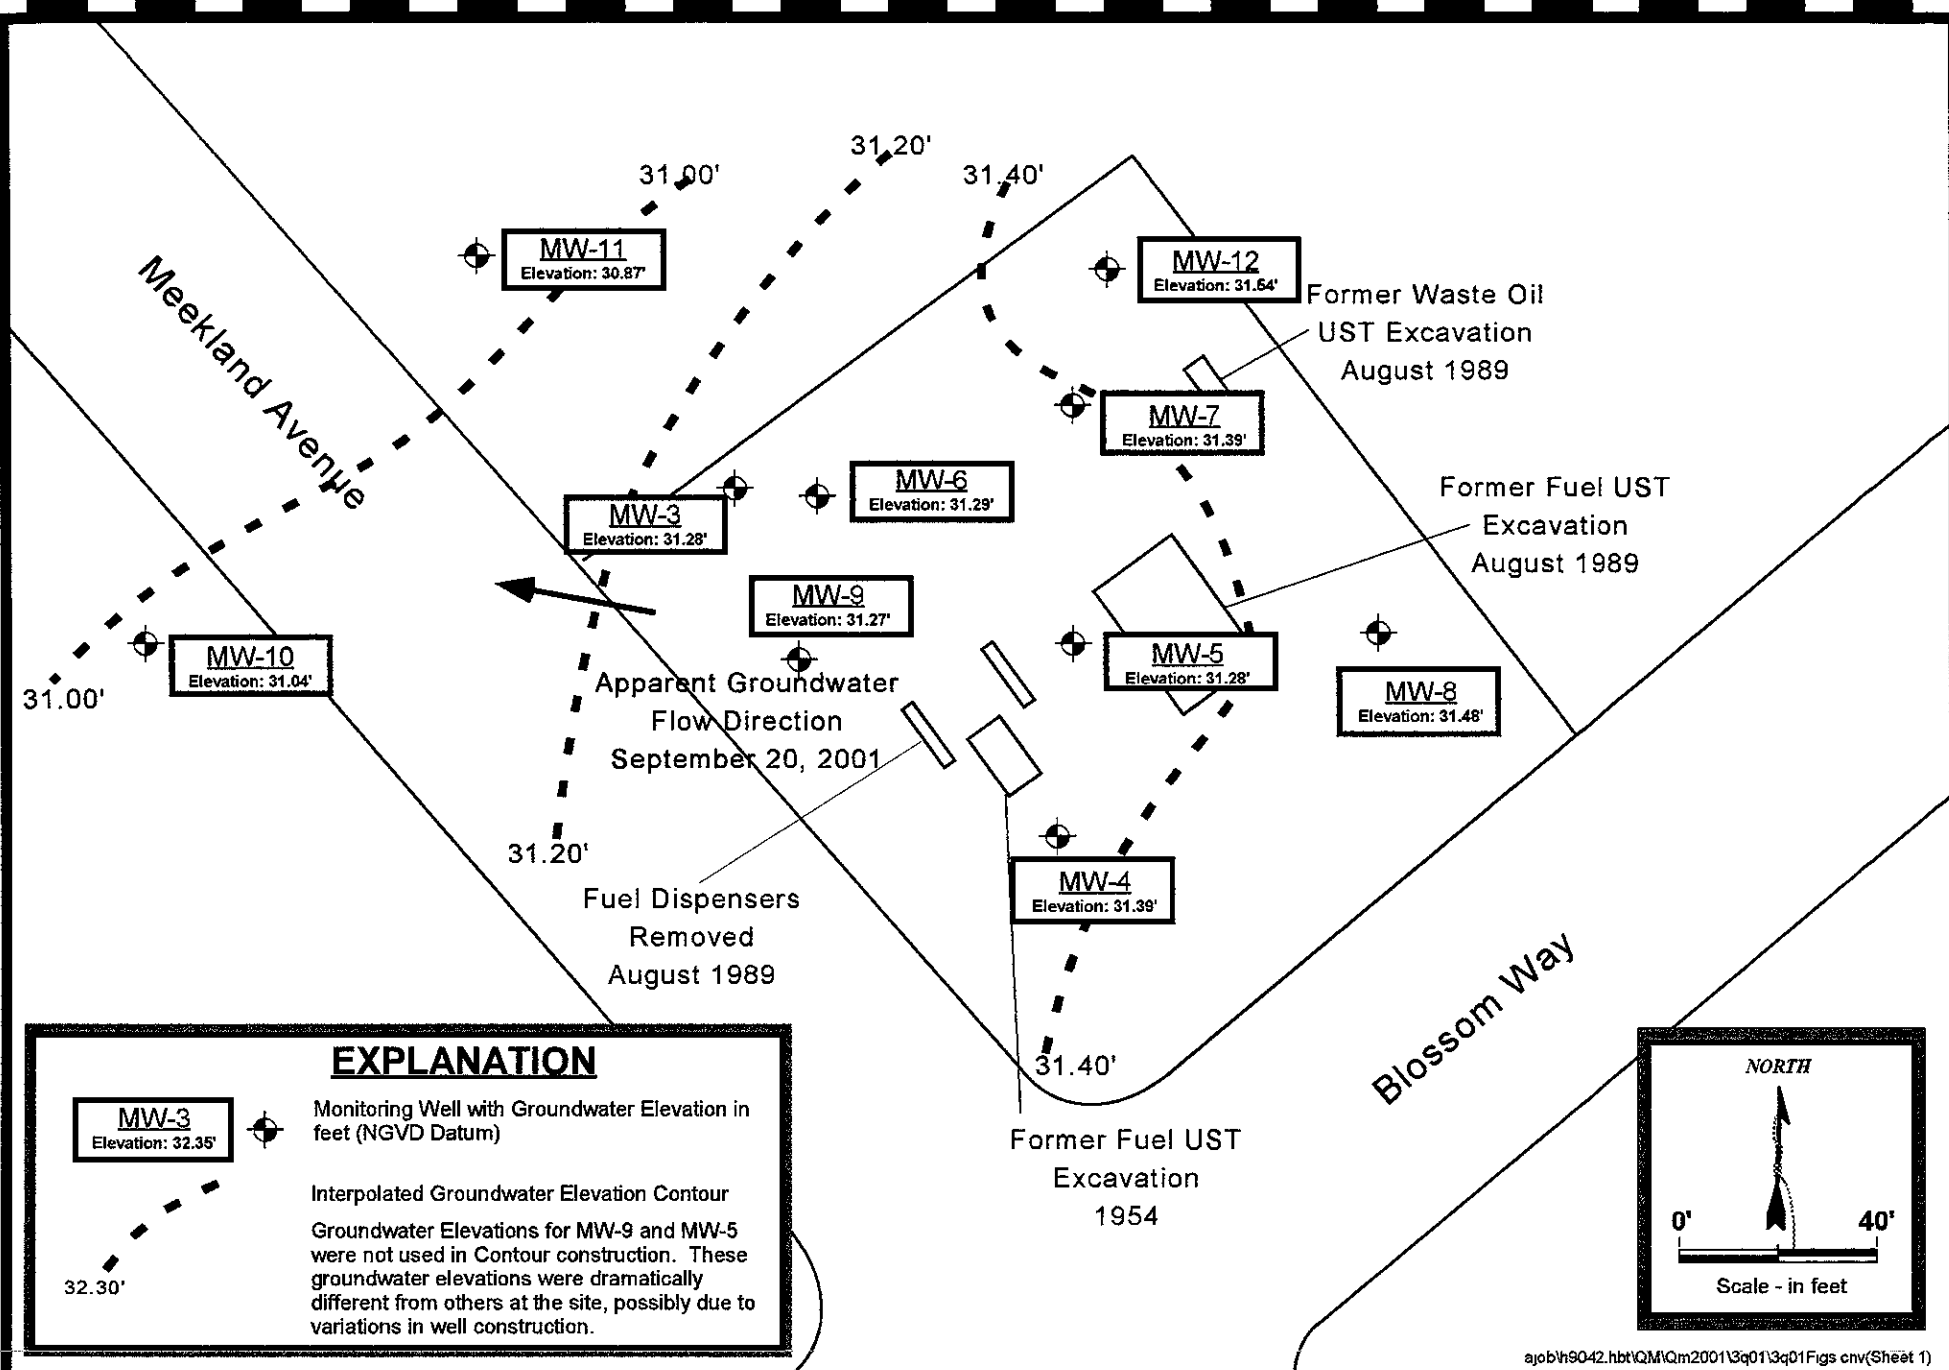 31.20'
31.00'
31.40'
MW-11
Elevation: 30.87'
MW-12
Elevation: 31.54'
Meekland Avenue
Former Waste Oil
UST Excavation
August 1989
MW-7
Elevation: 31.39'
MW-6
Elevation: 31.29'
MW-3
Elevation: 31.28'
Former Fuel UST
Excavation
August 1989
MW-9
Elevation: 31.27'
MW-10
Elevation: 31.04'
31.00'
MW-5
Elevation: 31.28'
MW-8
Elevation: 31.48'
Apparent Groundwater
Flow Direction
September 20, 2001
31.20'
MW-4
Elevation: 31.39'
Fuel Dispensers
Removed
August 1989
Blossom Way
31.40'
Former Fuel UST
Excavation
1954
EXPLANATION
MW-3
Elevation: 32.35'
Monitoring Well with Groundwater Elevation in
feet (NGVD Datum)
Interpolated Groundwater Elevation Contour
32.30'
Groundwater Elevations for MW-9 and MW-5
were not used in Contour construction. These
groundwater elevations were dramatically
different from others at the site, possibly due to
variations in well construction.
NORTH
0' 40'
Scale - in feet
ajob\h9042.hbt\QM\Qm2001\3q01\3q01Figs cnv(Sheet 1)